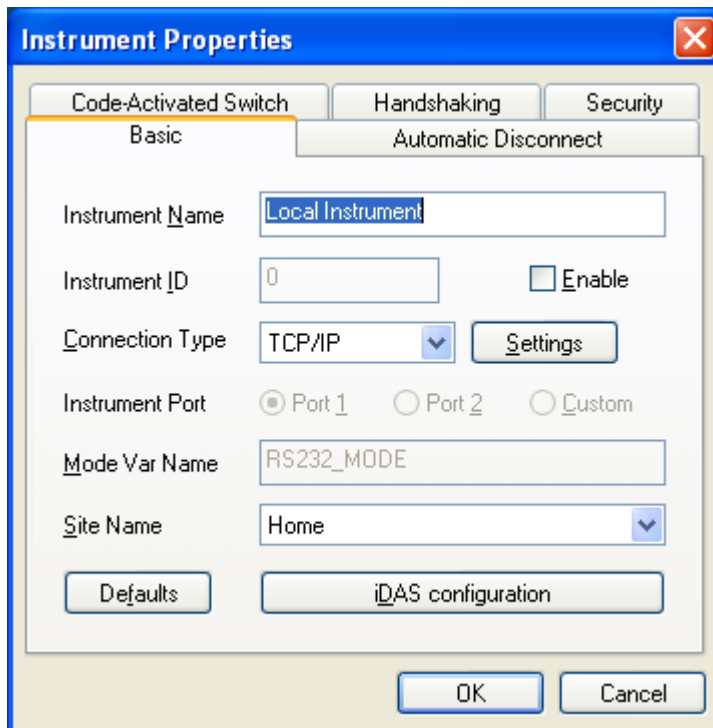 Instrument Properties
Code-Activated Switch Handshaking Security
Basic Automatic Disconnect
Instrument Name Local Instrument
Instrument ID 0 Enable
Connection Type TCP/IP Settings
Instrument Port Port 1 Port 2 Custom
Mode Var Name RS232_MODE
Site Name Home
Defaults iDAS configuration
OK Cancel